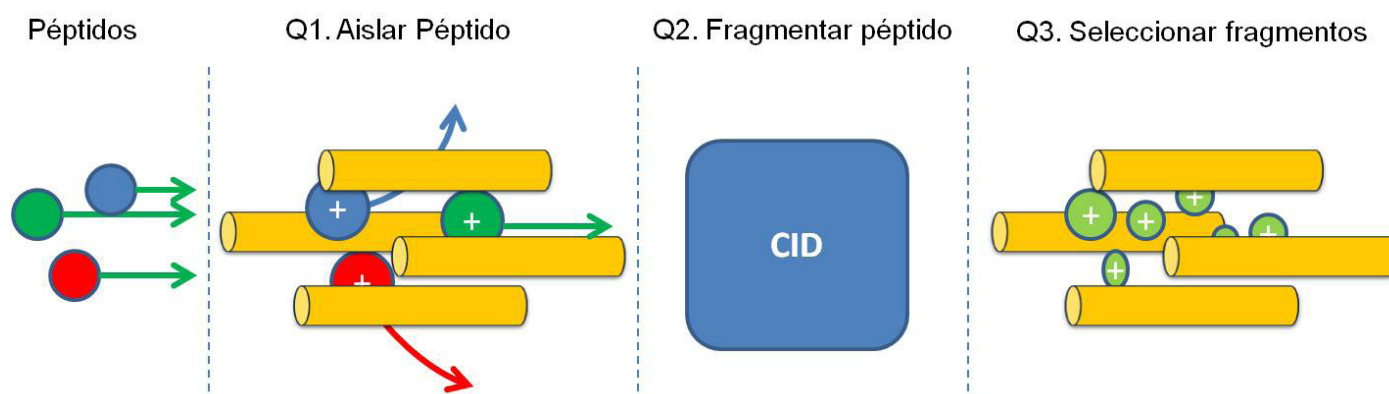 Péptidos
Q1. Aislar Péptido
Q2. Fragmentar péptido
Q3. Seleccionar fragmentos
+
+
+
CID
+
+
+
+
+
+